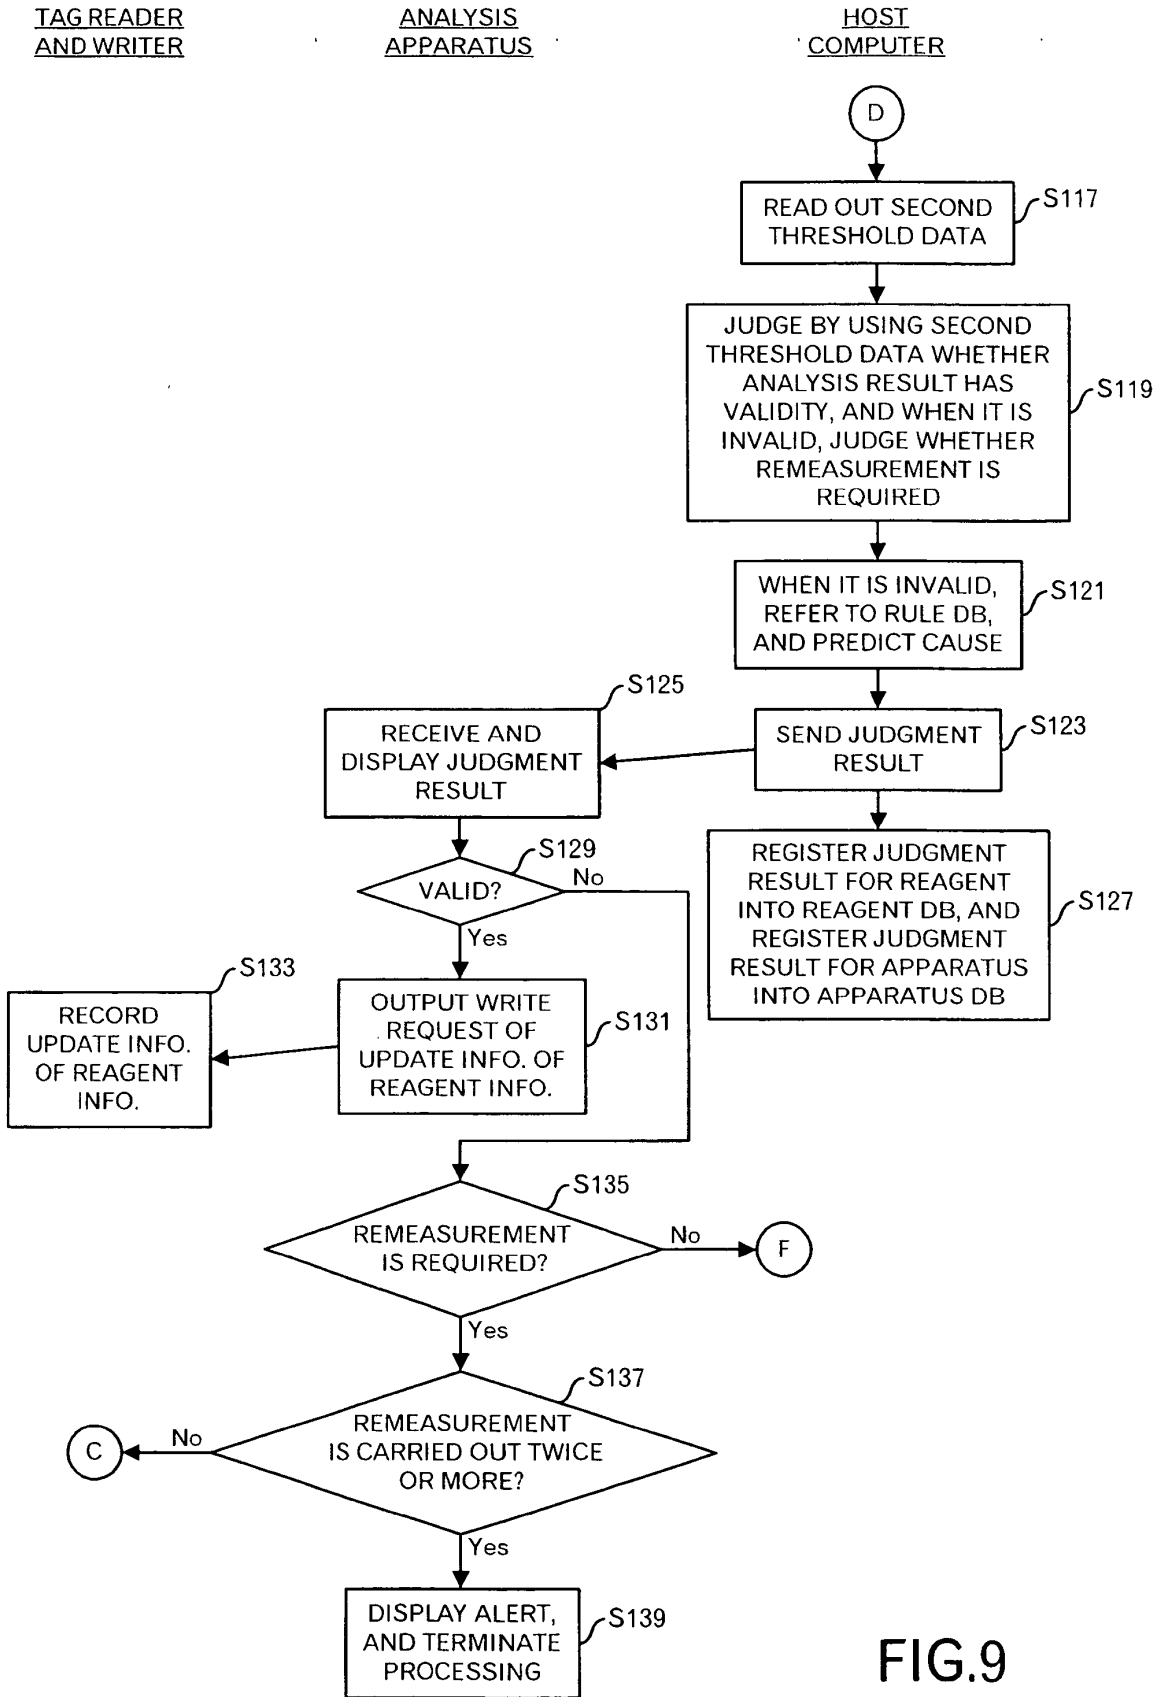 TAG READER
AND WRITER
ANALYSIS
APPARATUS
HOST
COMPUTER
D
READ OUT SECOND
THRESHOLD DATA
S117
JUDGE BY USING SECOND
THRESHOLD DATA WHETHER
ANALYSIS RESULT HAS
VALIDITY, AND WHEN IT IS
INVALID, JUDGE WHETHER
REMEASUREMENT IS
REQUIRED
S119
WHEN IT IS INVALID,
REFER TO RULE DB,
AND PREDICT CAUSE
S121
SEND JUDGMENT
RESULT
S123
RECEIVE AND
DISPLAY JUDGMENT
RESULT
S125
REGISTER JUDGMENT
RESULT FOR REAGENT
INTO REAGENT DB, AND
REGISTER JUDGMENT
RESULT FOR APPARATUS
INTO APPARATUS DB
S127
VALID?
S129
No
Yes
OUTPUT WRITE
REQUEST OF
UPDATE INFO. OF
REAGENT INFO.
S131
RECORD
UPDATE INFO.
OF REAGENT
INFO.
S133
REMEASUREMENT
IS REQUIRED?
S135
No
F
Yes
REMEASUREMENT
IS CARRIED OUT TWICE
OR MORE?
S137
No
C
Yes
DISPLAY ALERT,
AND TERMINATE
PROCESSING
S139
FIG.9